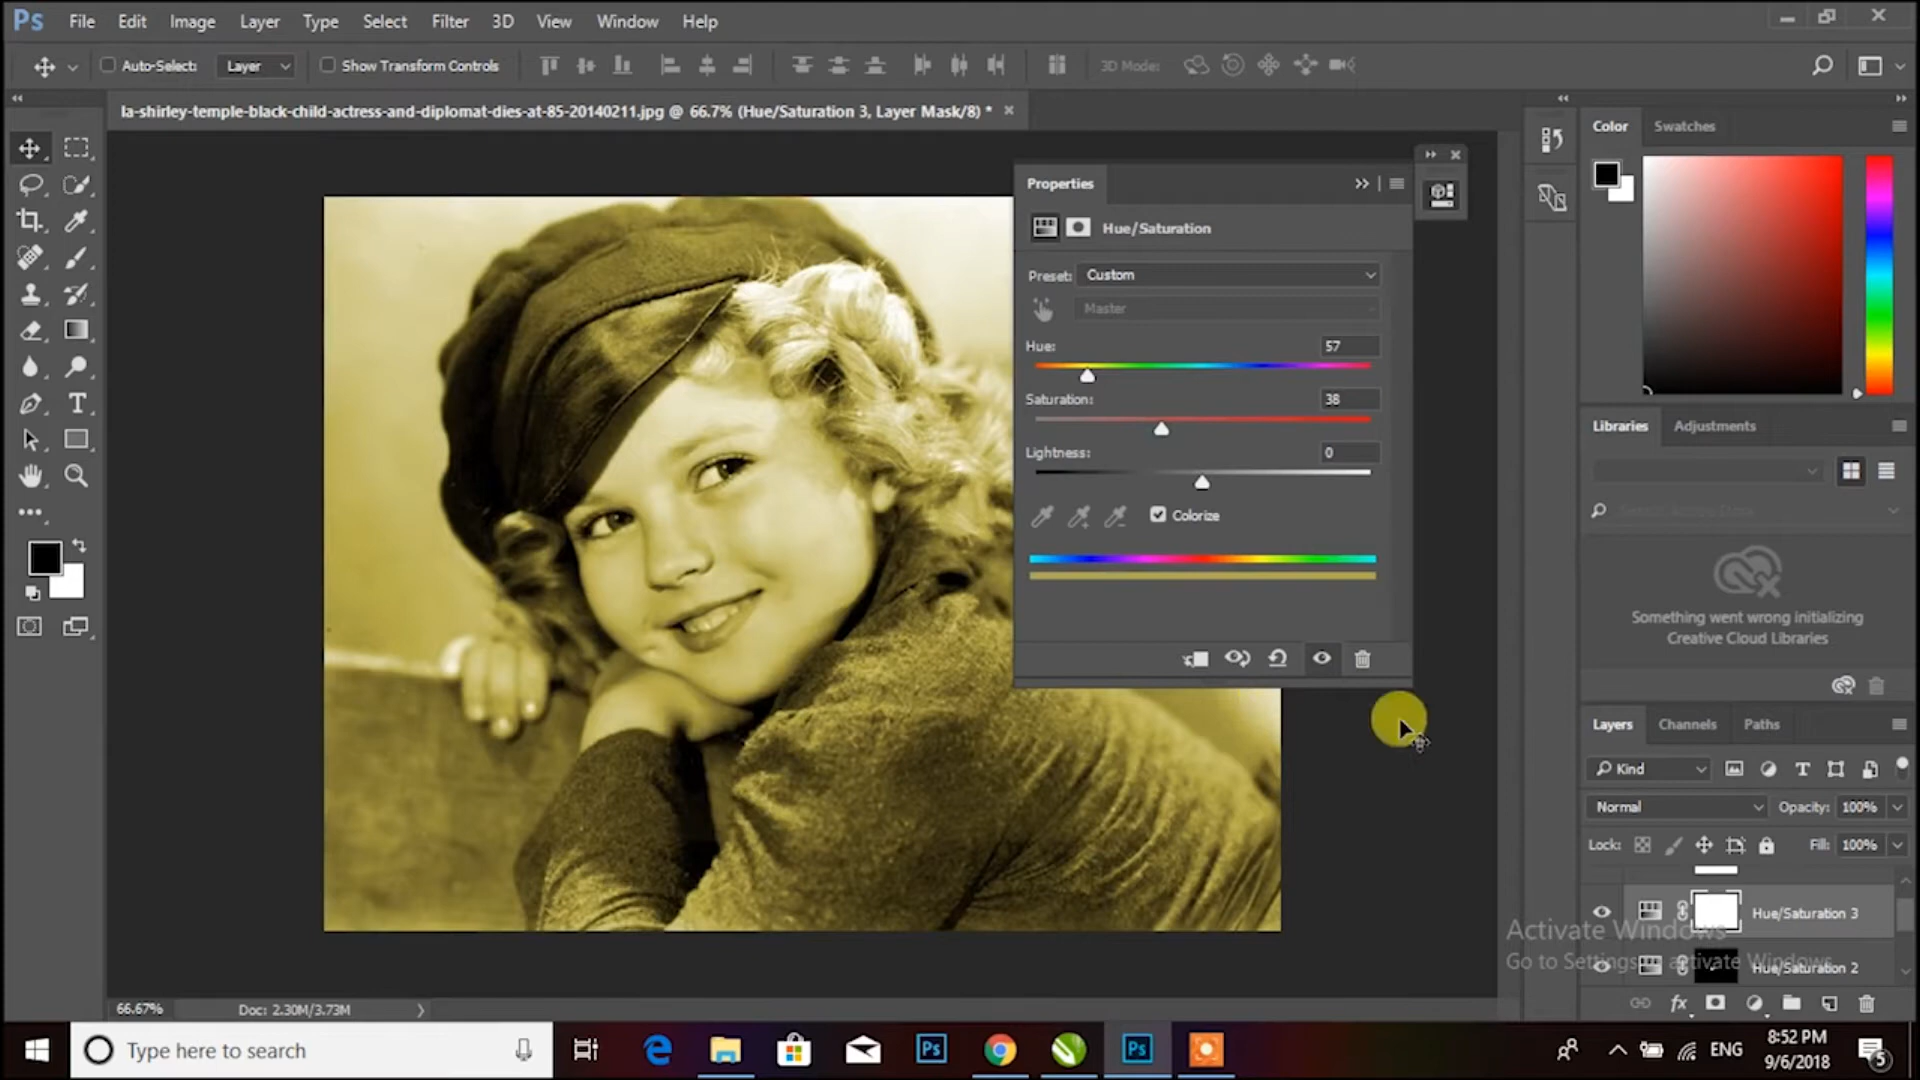 Ps File Edit Image Layer Type Select Filter 3D View Window Help
Auto-Select: Layer Show Transform Controls 3D Mode:
la-shirley-temple-black-child-actress-and-diplomat-dies-at-85-20140211.jpg @ 66.7% (Hue/Saturation 3, Layer Mask/8) *
Color Swatches
Properties
Hue/Saturation
Preset: Custom
Master
Hue: 57
Saturation: 38
Lightness: 0
Colorize
Libraries Adjustments
Something went wrong initializing
Creative Cloud Libraries
Layers Channels Paths
Kind
Normal Opacity: 100%
Lock: Fill: 100%
Hue/Saturation 3
Activate Windows
Go to Settings to activate Windows.
Hue/Saturation 2
fx
66.67% Doc: 2.30M/3.73M
Type here to search
Ps
Ps
ENG
8:52 PM
9/6/2018
5